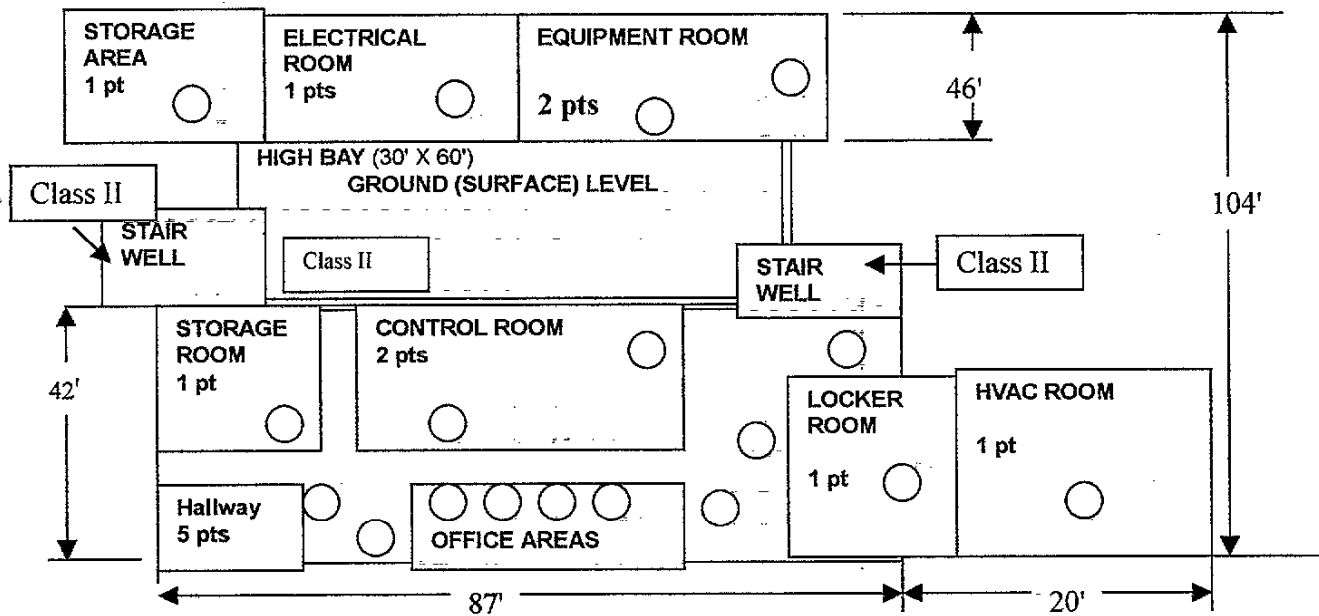 STORAGE
AREA
1 pt
ELECTRICAL
ROOM
1 pts
EQUIPMENT ROOM
2 pts
46'
HIGH BAY (30' X 60')
GROUND (SURFACE) LEVEL
Class II
104'
STAIR
WELL
Class II
STAIR
WELL
Class II
STORAGE
ROOM
1 pt
CONTROL ROOM
2 pts
42'
LOCKER
ROOM
1 pt
HVAC ROOM
1 pt
Hallway
5 pts
OFFICE AREAS
87'
20'